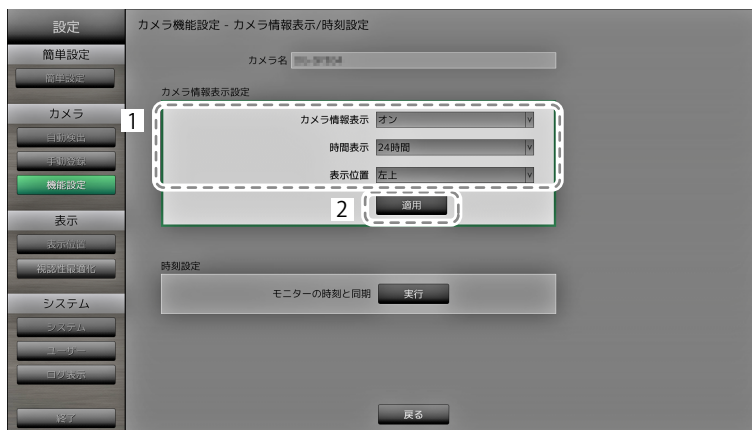 設定
簡単設定
簡単設定
カメラ
自動検出
手動登録
機能設定
表示
表示位置
視認性最適化
システム
システム
ユーザー
ログ表示
終了
カメラ機能設定 - カメラ情報表示/時刻設定
カメラ名
カメラ情報表示設定
1
カメラ情報表示 オン
時間表示 24時間
表示位置 左上
2 適用
時刻設定
モニターの時刻と同期 実行
戻る